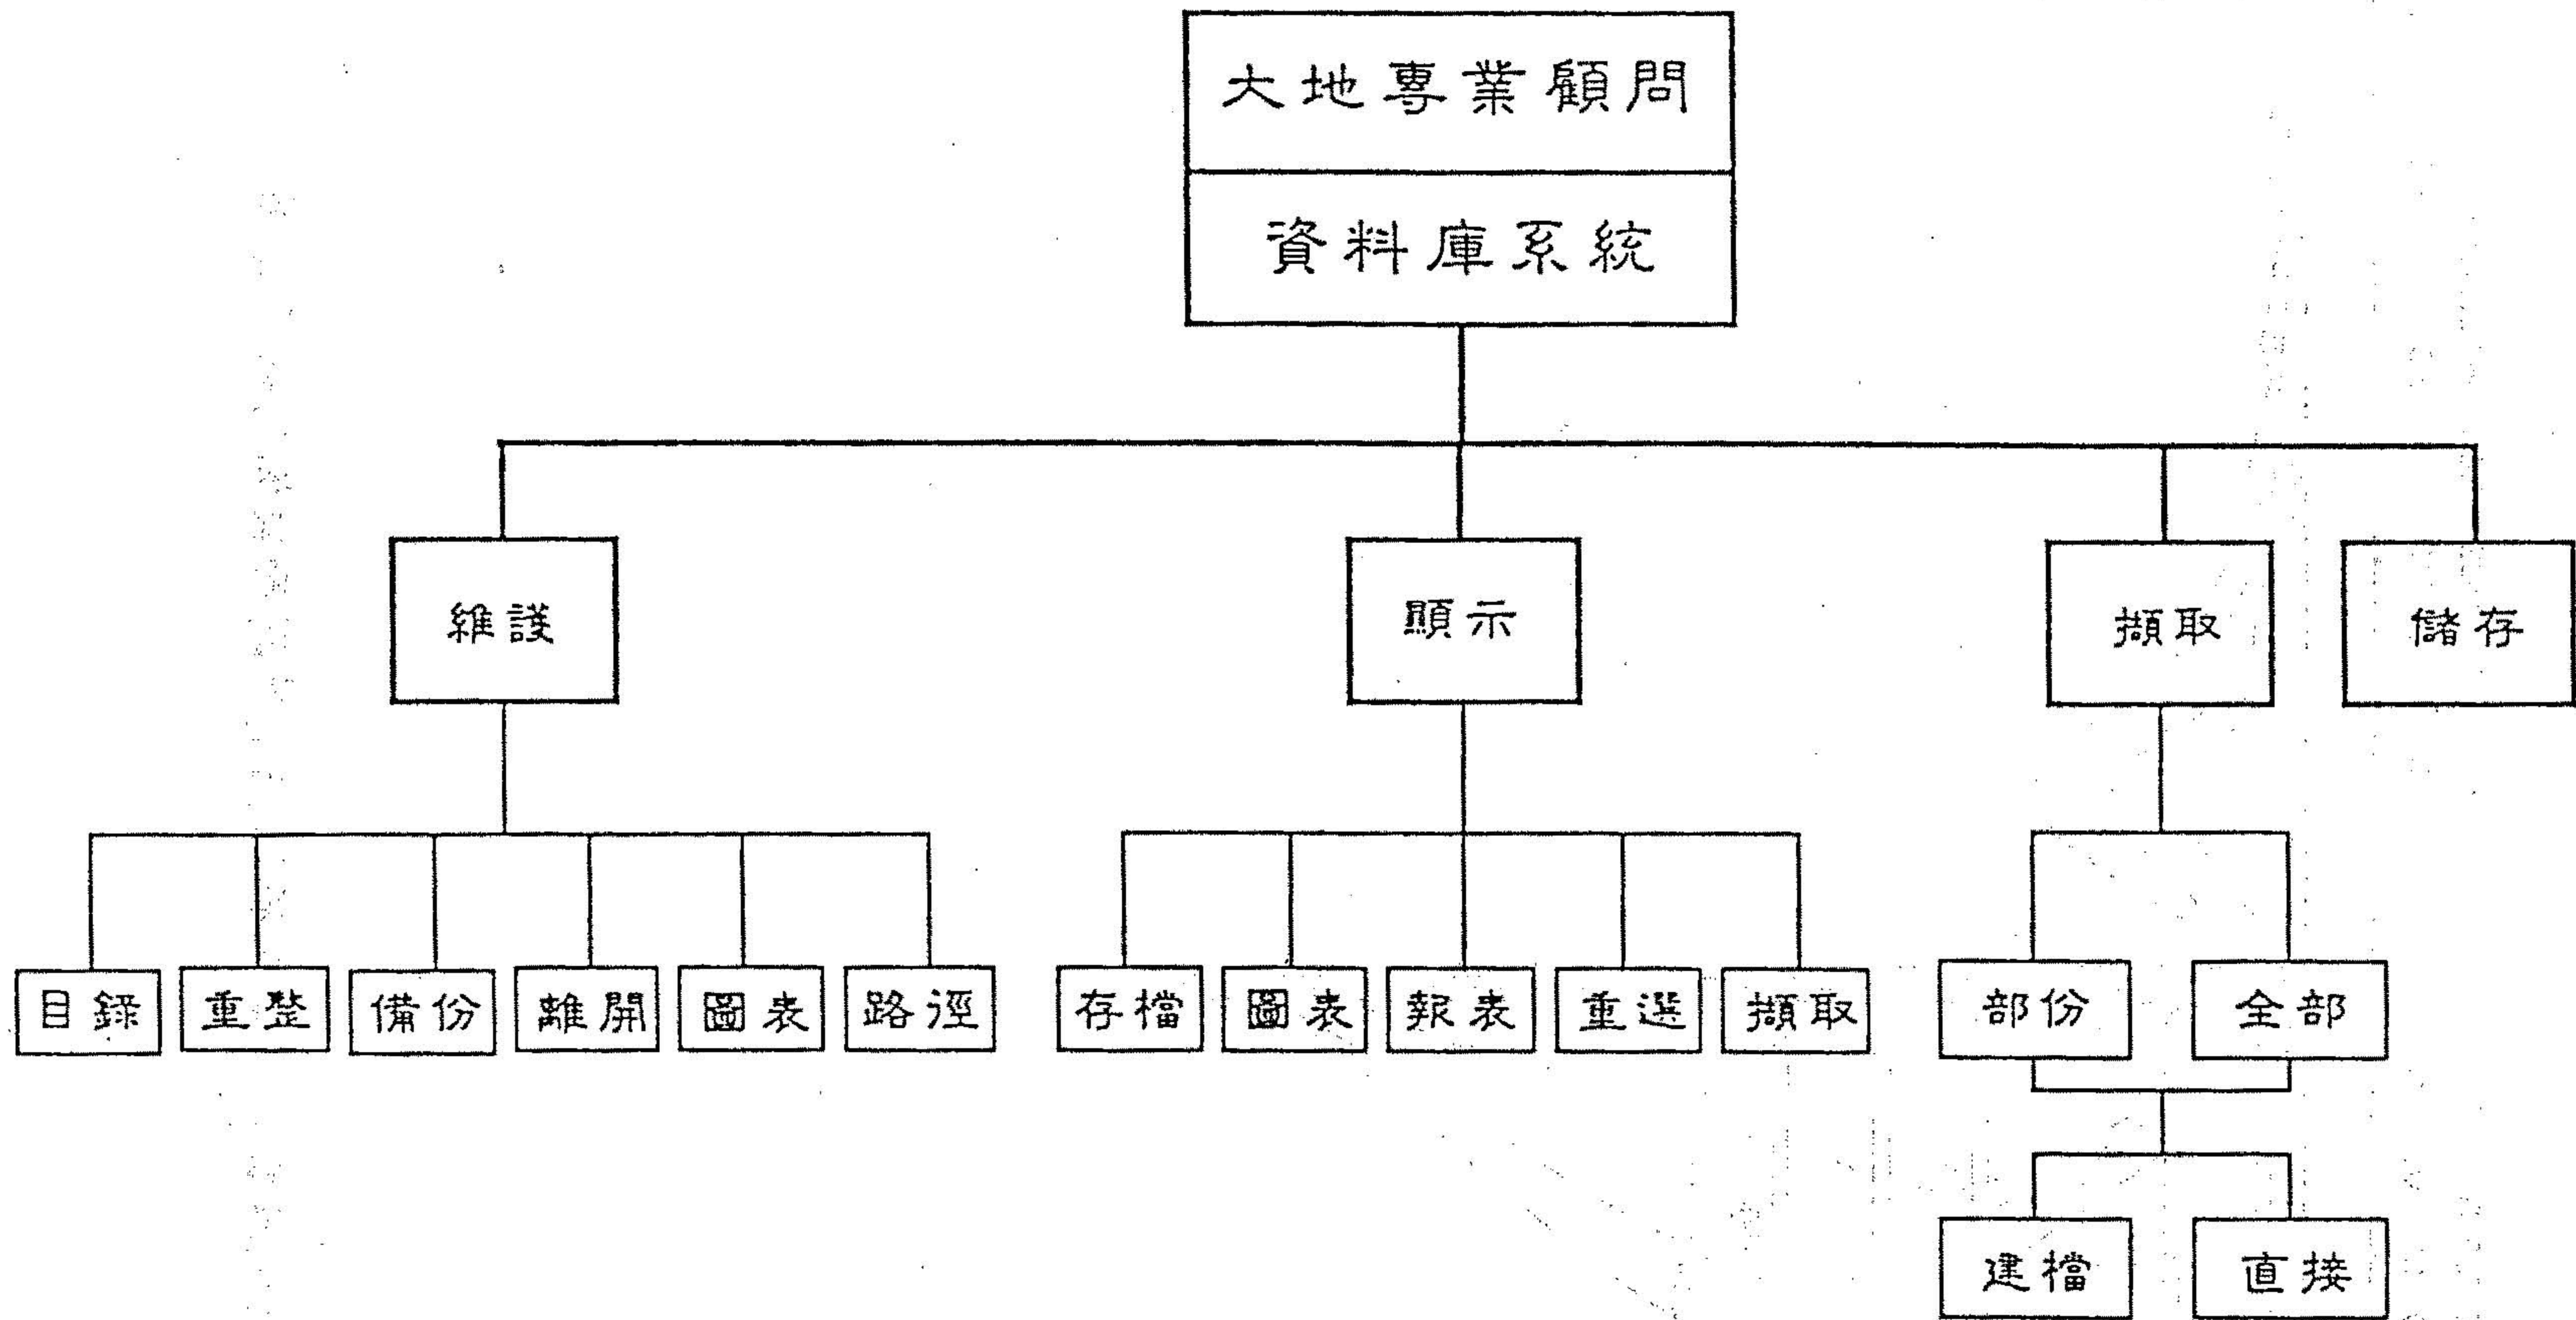 大地專業顧問
資料庫系統
維護
顯示
擷取
儲存
目錄
重整
備份
離開
圖表
路徑
存檔
圖表
報表
重選
擷取
部份
全部
建檔
直接